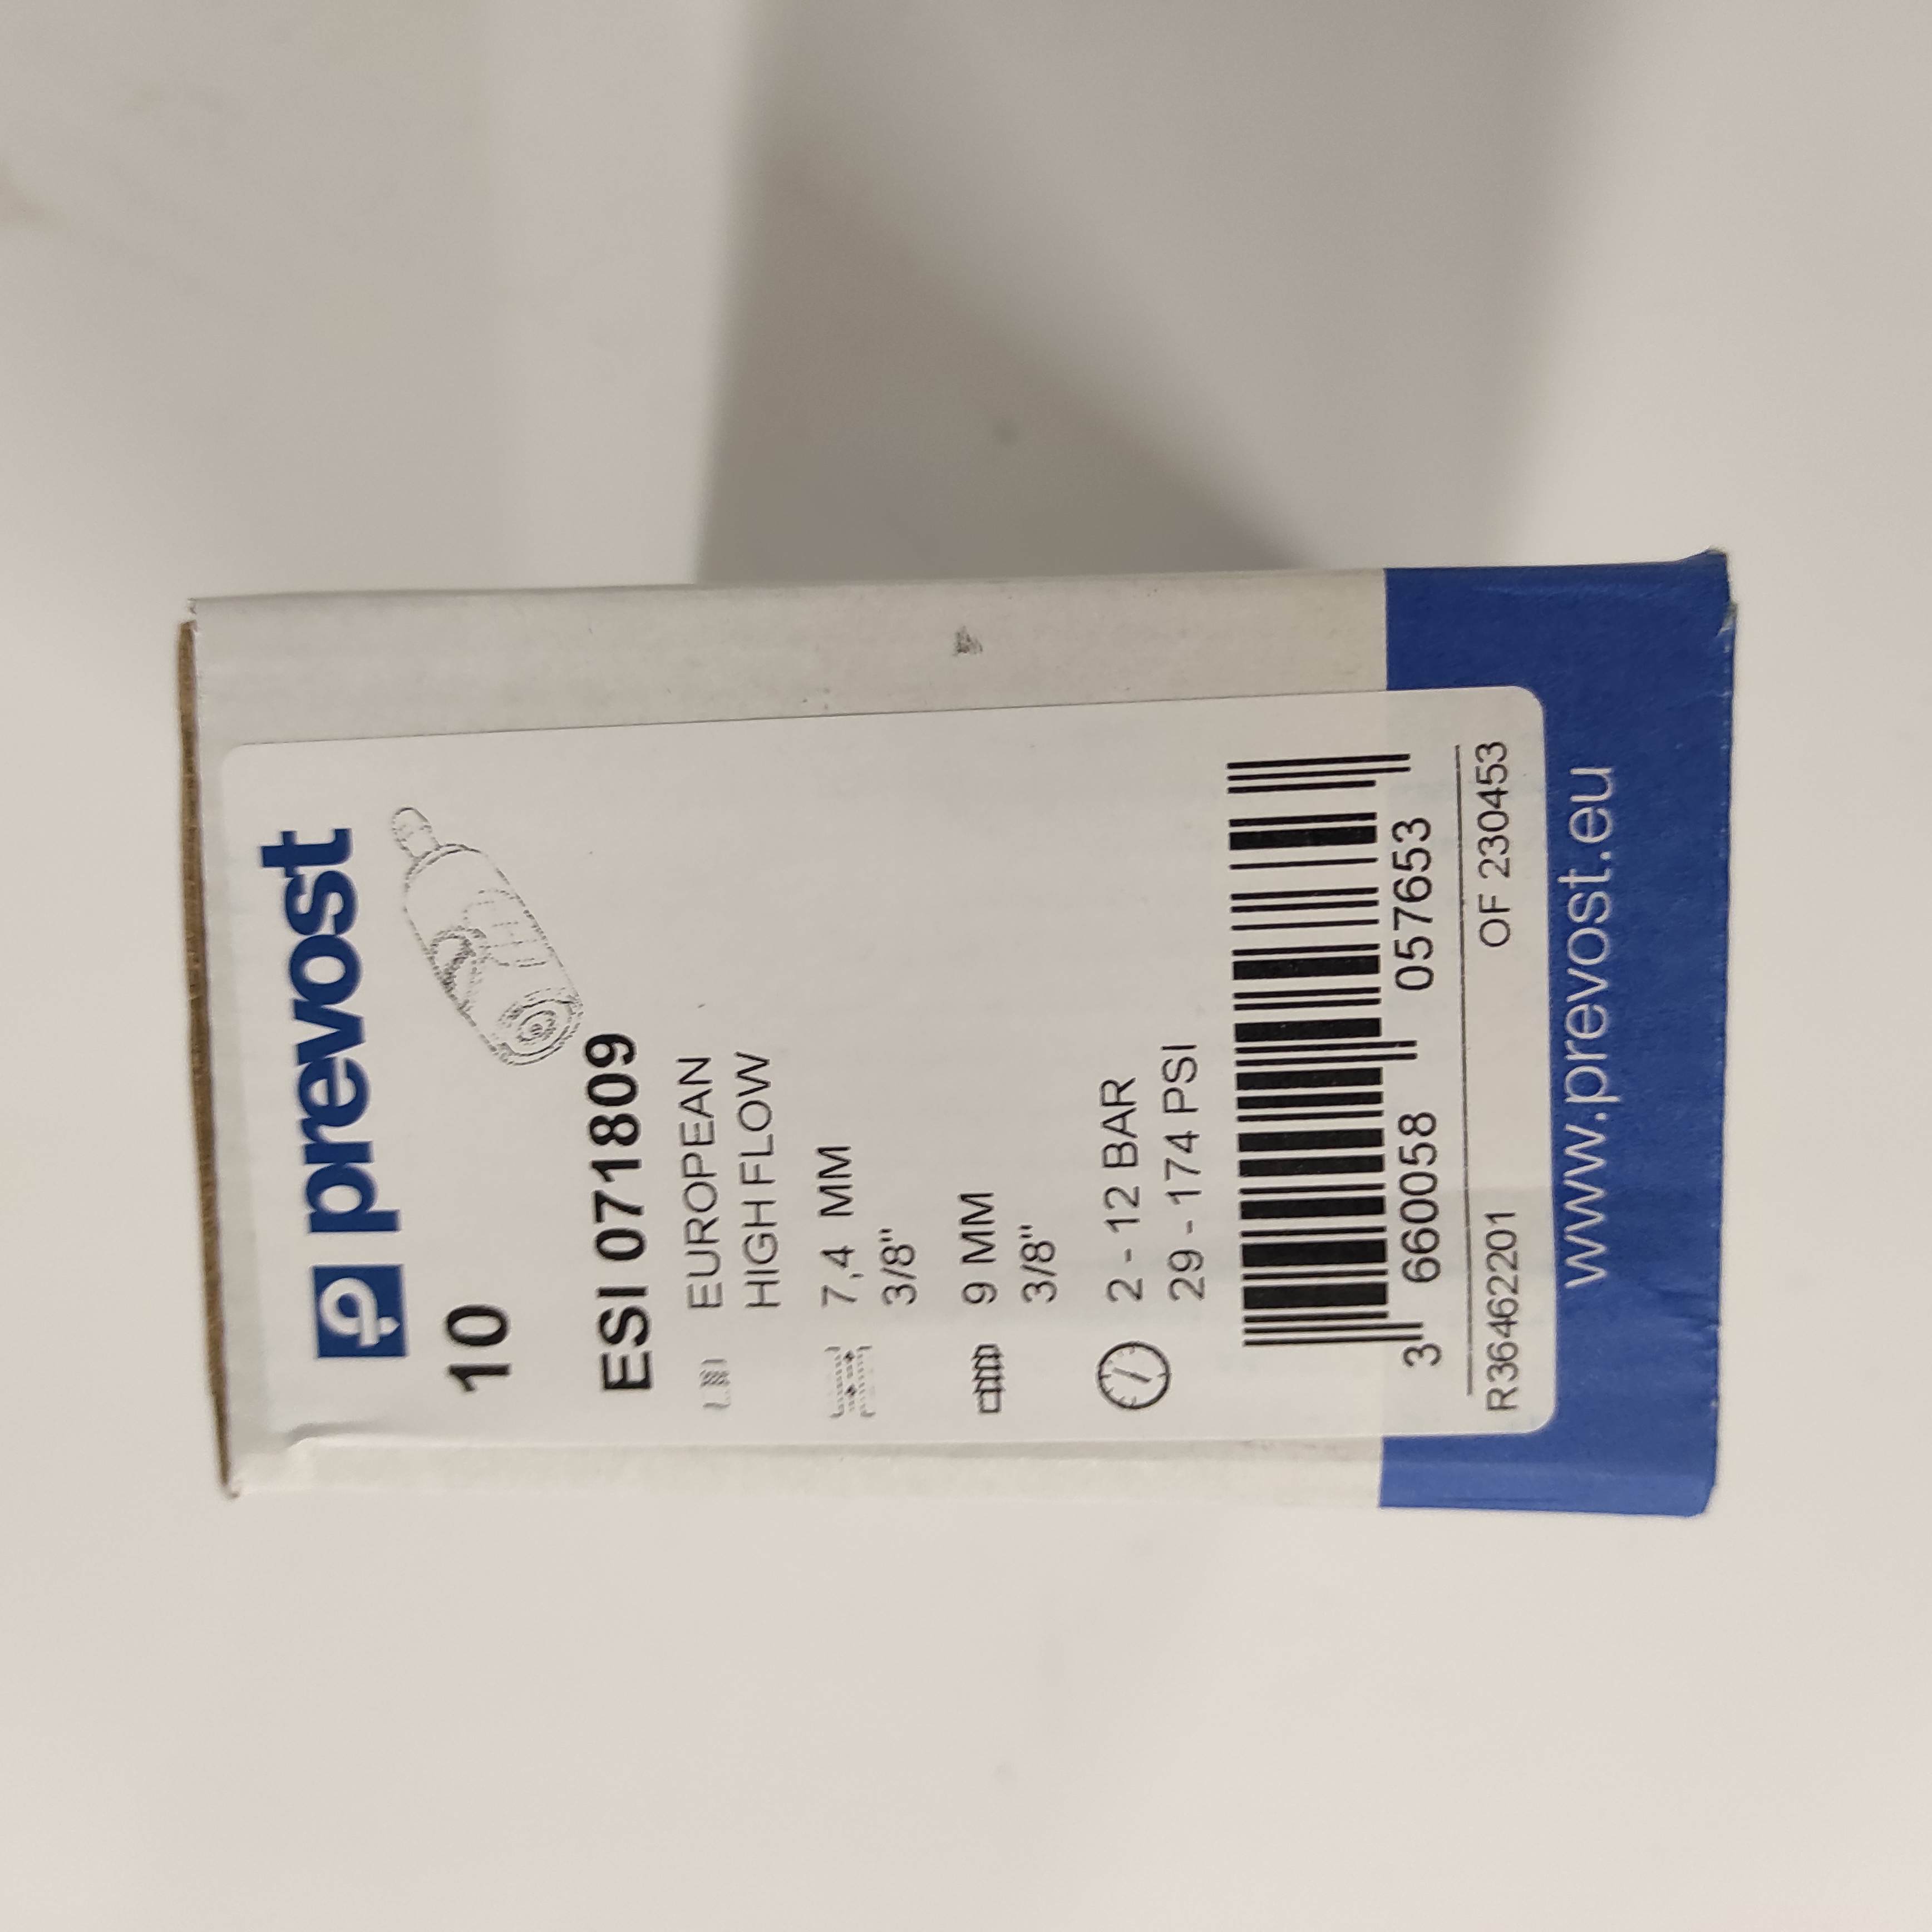 prevost
10
ESI 071809
EUROPEAN
HIGH FLOW
7,4 MM
3/8"
9 MM
3/8"
2 - 12 BAR
29 - 174 PSI
3 660058 057653
R36462201 OF 230453
www.prevost.eu